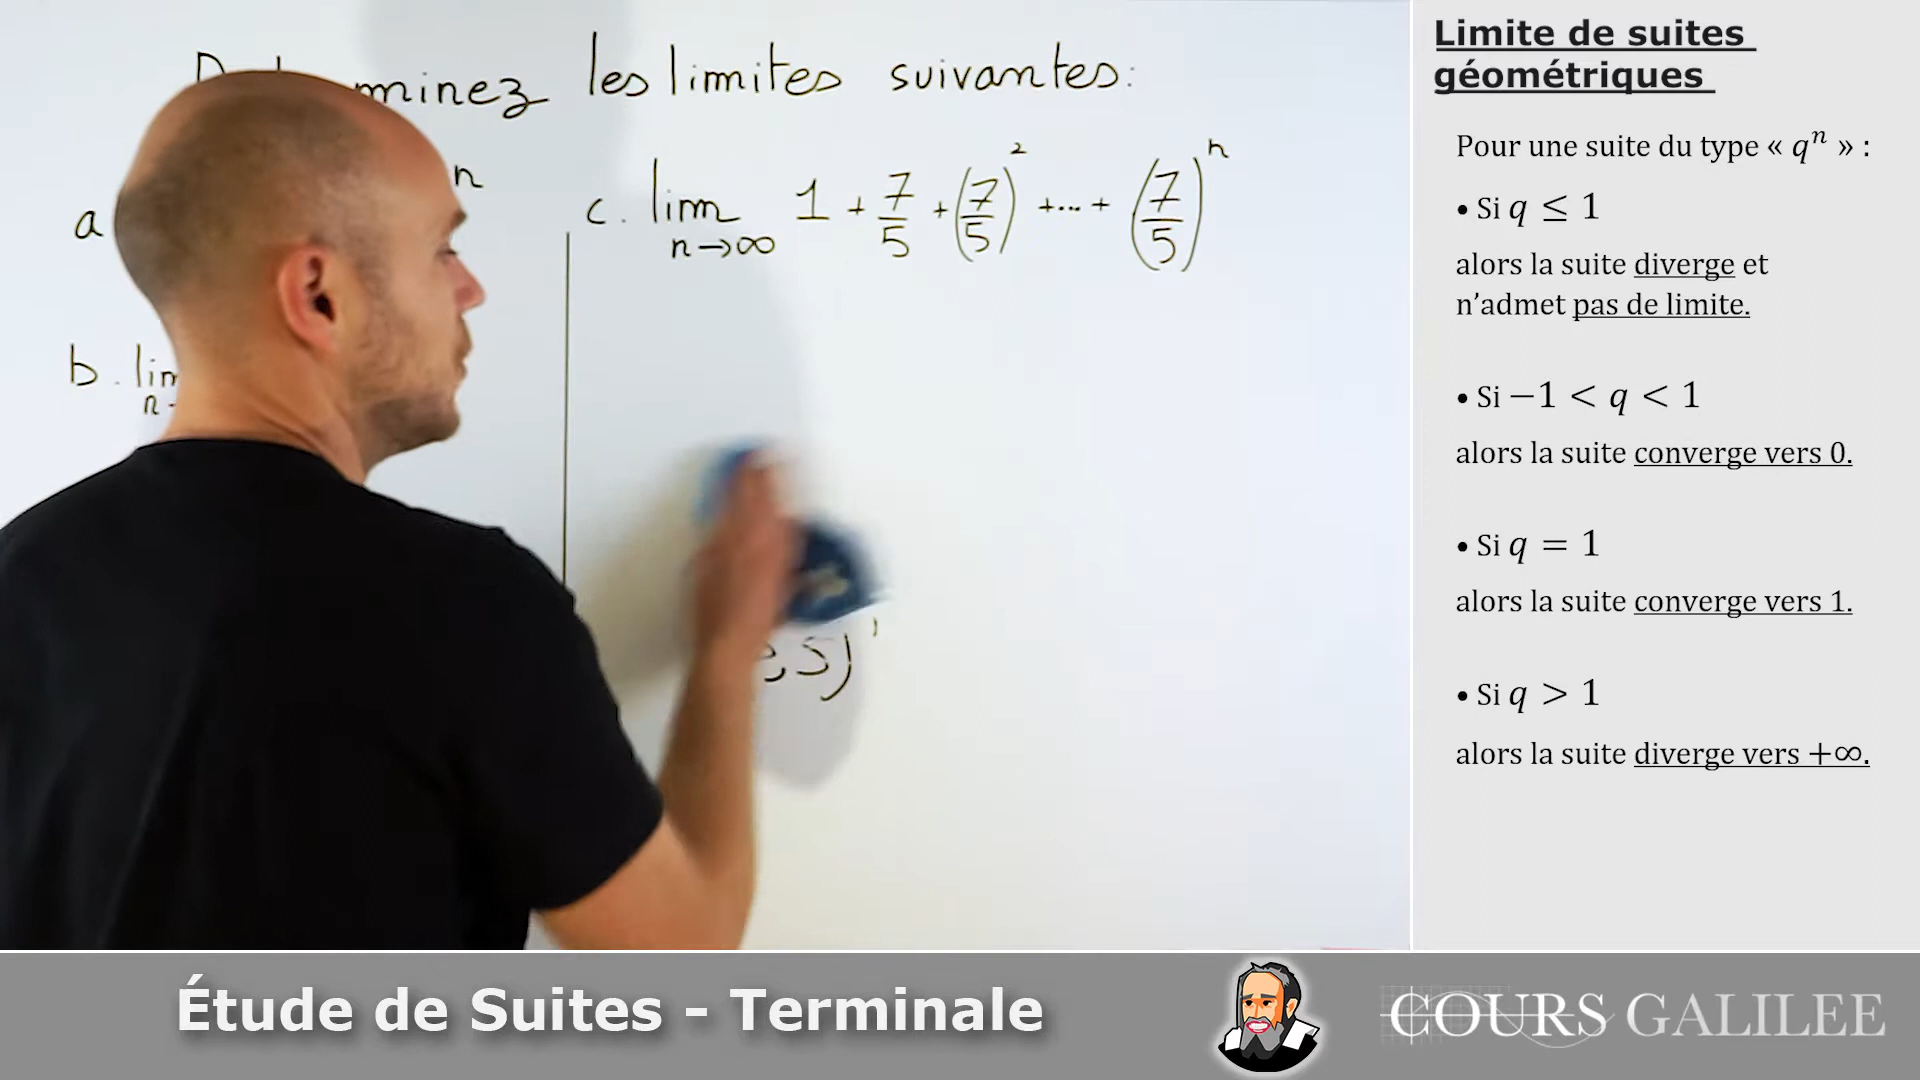 minez les limites suivantes:
a
n
c. lim 1 + 7/5 + (7/5)² +...+ (7/5)ⁿ
n→∞
b. lim
n-
,5)
Limite de suites
géométriques
Pour une suite du type « qⁿ » :
• Si q ≤ 1
alors la suite diverge et
n’admet pas de limite.
• Si −1 < q < 1
alors la suite converge vers 0.
• Si q = 1
alors la suite converge vers 1.
• Si q > 1
alors la suite diverge vers +∞.
Étude de Suites - Terminale
COURS GALILEE